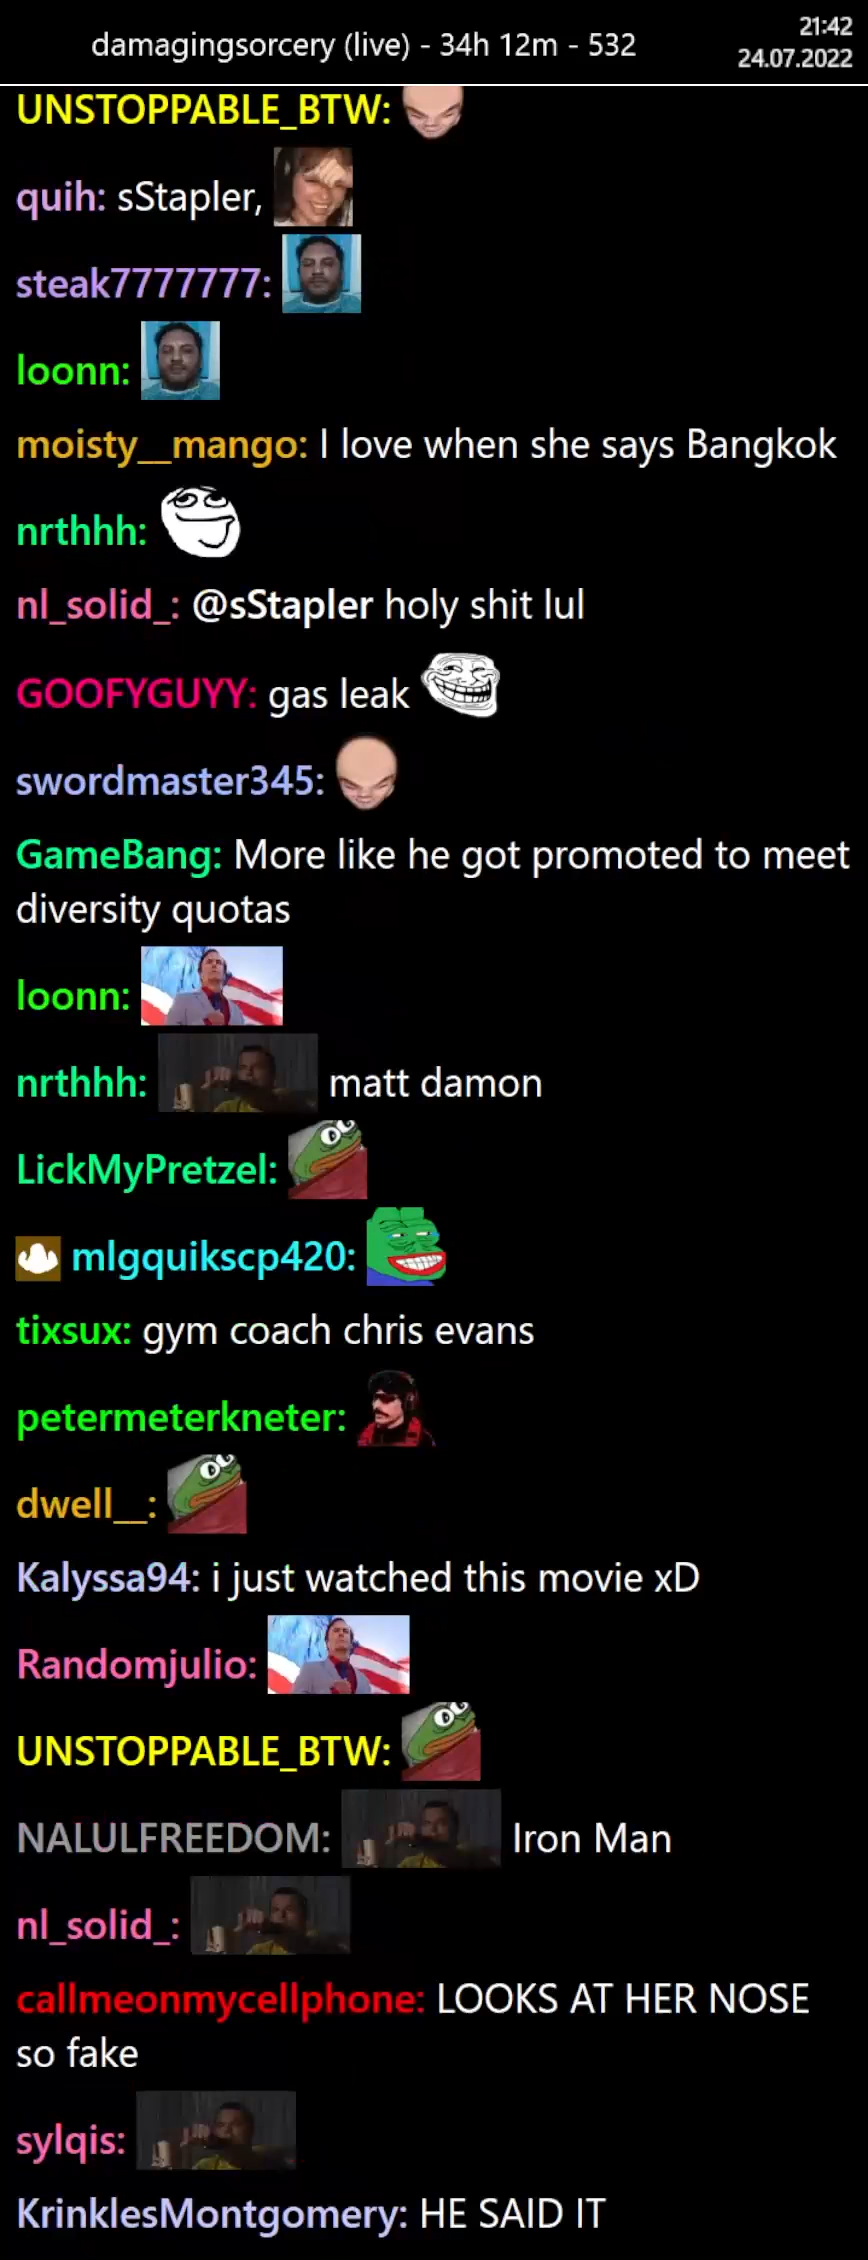 damagingsorcery (live) - 34h 12m - 532
21:42
24.07.2022
UNSTOPPABLE_BTW:
quih: sStapler,
steak7777777:
loonn:
moisty__mango: I love when she says Bangkok
nrthhh:
nl_solid_: @sStapler holy shit lul
GOOFYGUYY: gas leak
swordmaster345:
GameBang: More like he got promoted to meet
diversity quotas
loonn:
nrthhh: matt damon
LickMyPretzel:
mlgquikscp420:
tixsux: gym coach chris evans
petermeterkneter:
dwell__:
Kalyssa94: i just watched this movie xD
Randomjulio:
UNSTOPPABLE_BTW:
NALULFREEDOM: Iron Man
nl_solid_:
callmeonmycellphone: LOOKS AT HER NOSE
so fake
sylqis:
KrinklesMontgomery: HE SAID IT